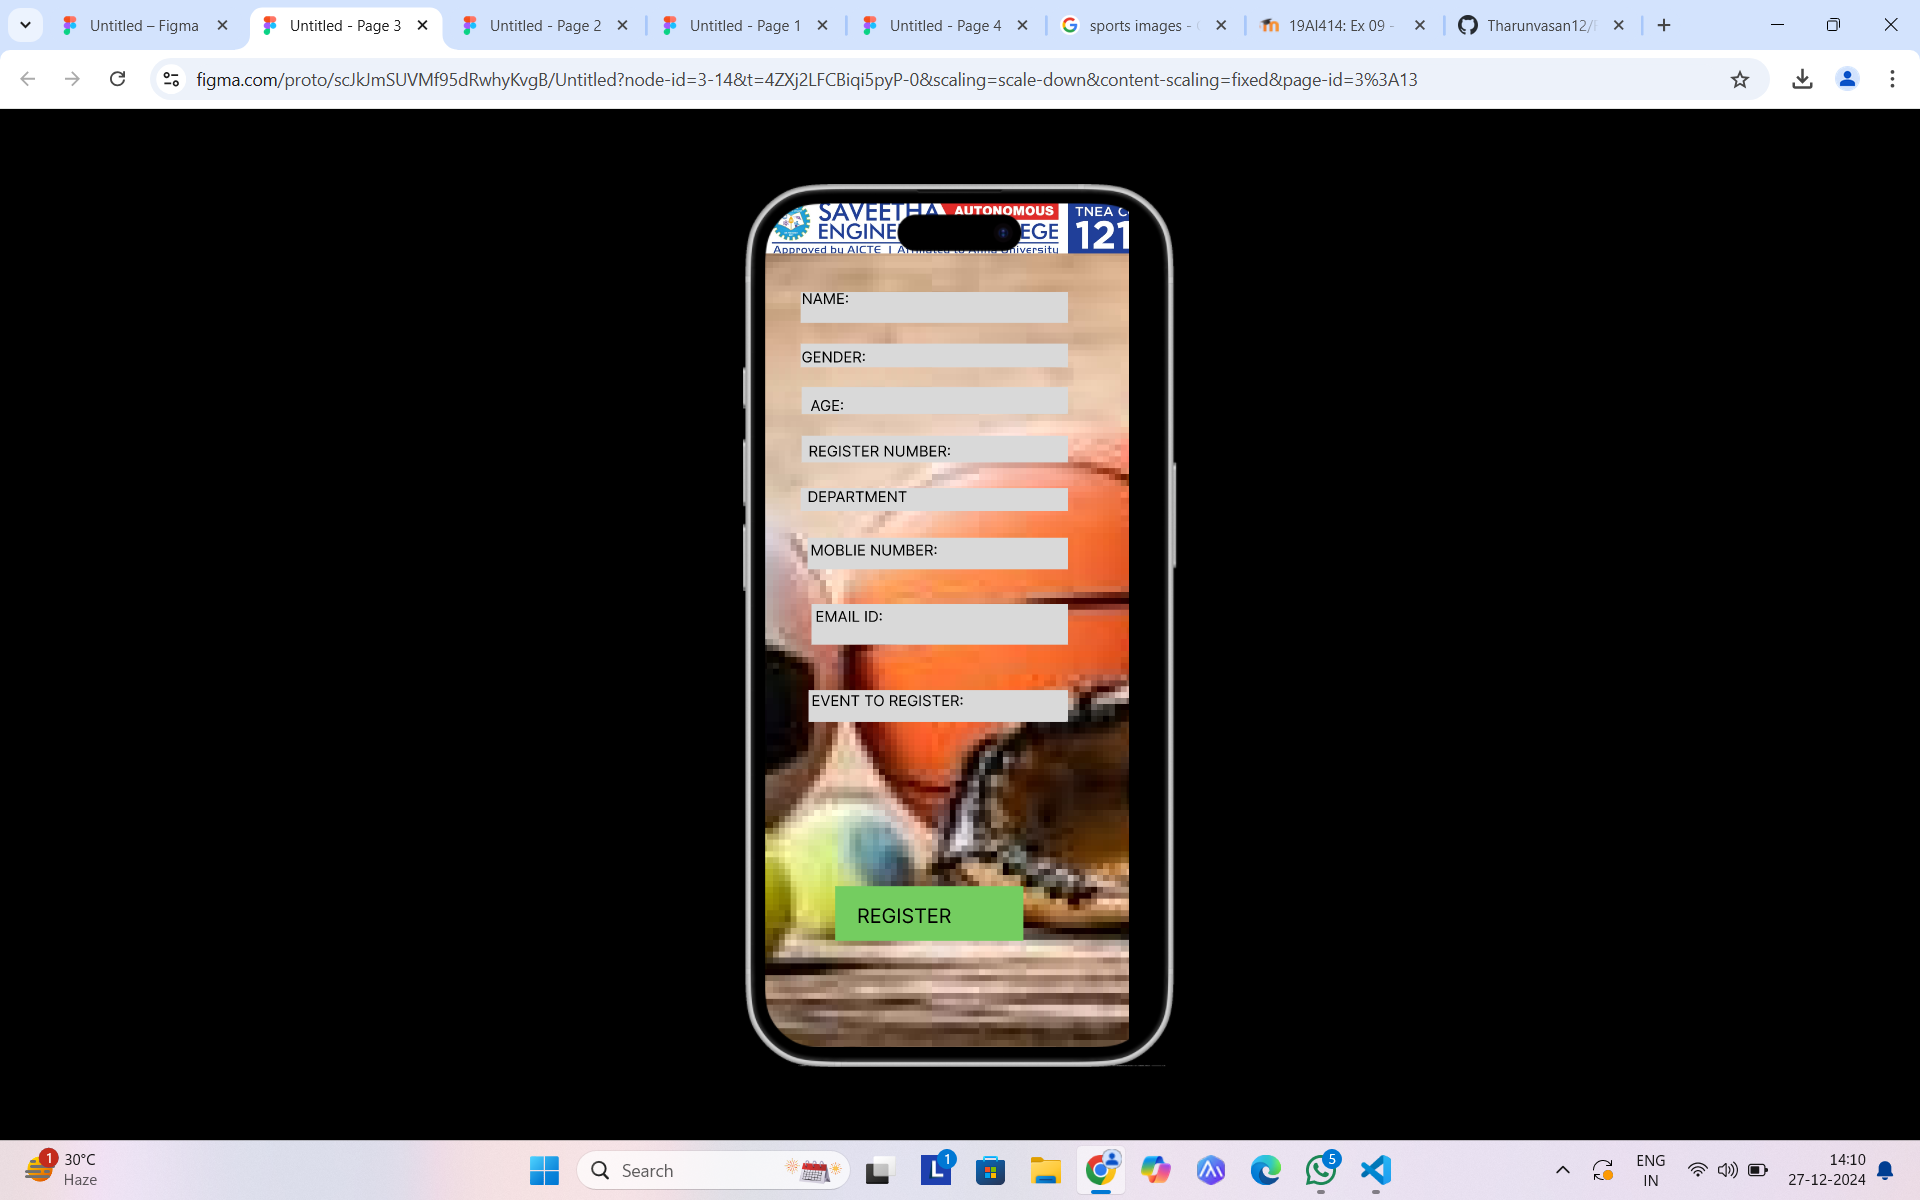 Untitled – Figma
Untitled - Page 3
Untitled - Page 2
Untitled - Page 1
Untitled - Page 4
sports images -
19AI414: Ex 09 -
Tharunvasan12/
figma.com/proto/scJkJmSUVMf95dRwhyKvgB/Untitled?node-id=3-14&t=4ZXj2LFCBiqi5pyP-0&scaling=scale-down&content-scaling=fixed&page-id=3%3A13
SAVEETHA
AUTONOMOUS
TNEA C
ENGINE
EGE
121
Approved by AICTE | Affiliated to Anna University
NAME:
GENDER:
AGE:
REGISTER NUMBER:
DEPARTMENT
MOBLIE NUMBER:
EMAIL ID:
EVENT TO REGISTER:
REGISTER
1
30°C
Haze
Search
L
1
5
ENG
IN
14:10
27-12-2024